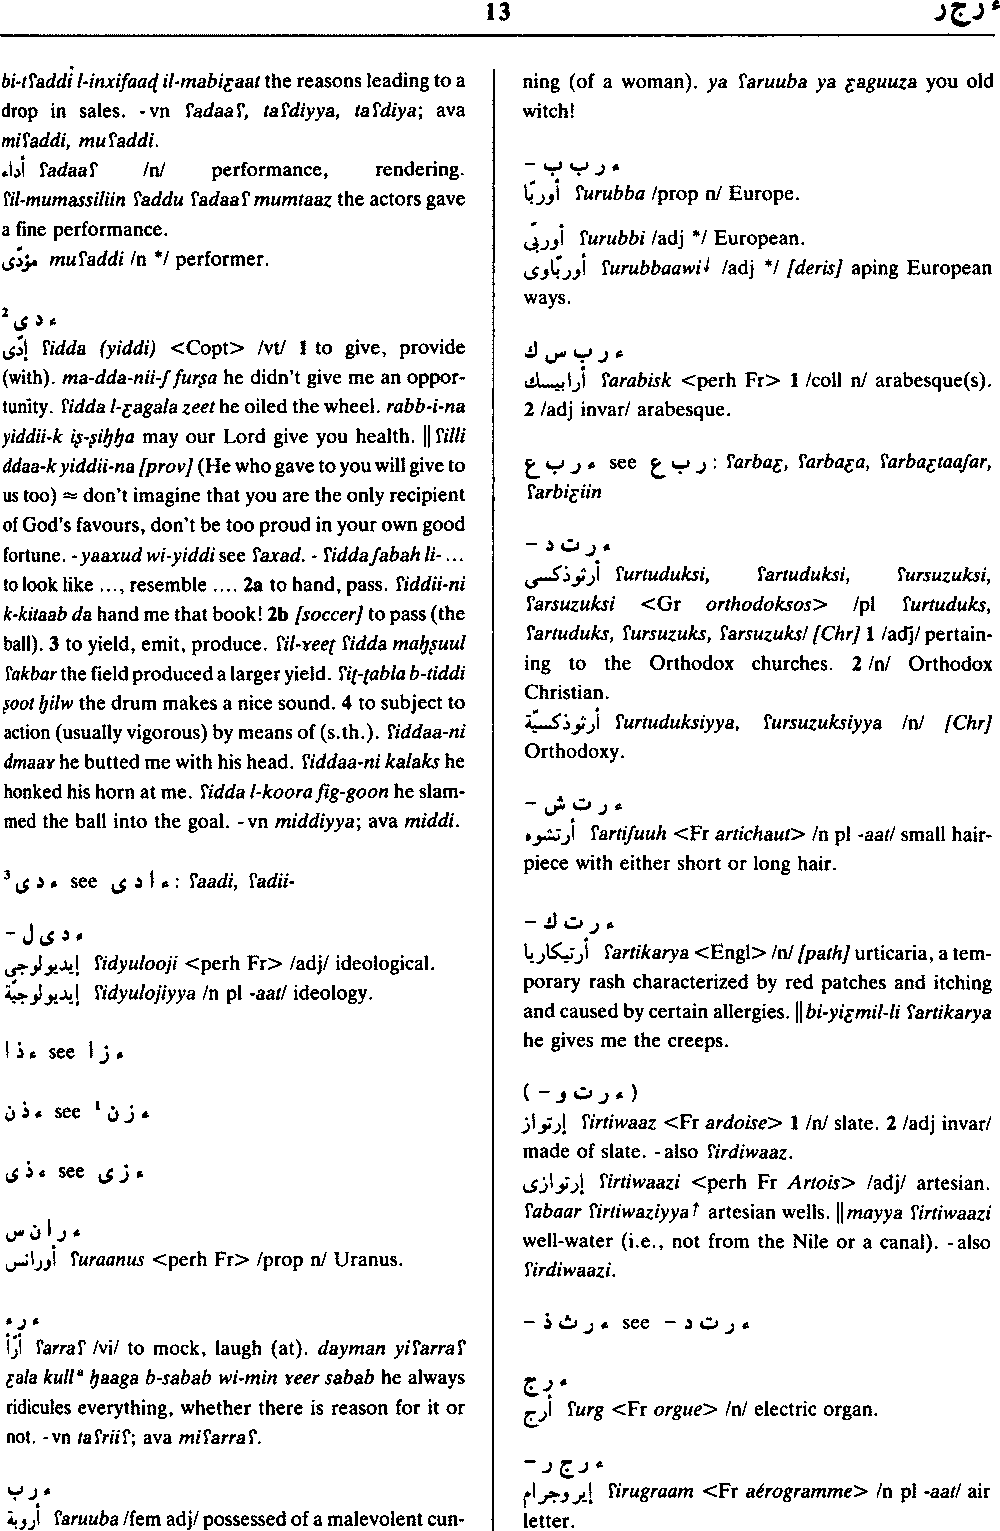 13
ءرجر
bi-tʕaddi l-inxifaaḍ il-mabiɛaat the reasons leading to a
drop in sales. -vn ʕadaaʕ, taʕdiyya, taʕdiya; ava
miʕaddi, muʕaddi.
أداء ʕadaaʕ /n/ performance, rendering.
ʕil-mumassiliin ʕaddu ʕadaaʕ mumtaaz the actors gave
a fine performance.
مؤدّى muʕaddi /n */ performer.
ء د ى ²
إدّى ʕidda (yiddi) <Copt> /vt/ 1 to give, provide
(with). ma-dda-nii-ʃ furṣa he didn't give me an oppor-
tunity. ʕidda l-ɛagala zeet he oiled the wheel. rabb-i-na
yiddii-k iṣ-ṣiḥḥa may our Lord give you health. ‖ ʕilli
ddaa-k yiddii-na [prov] (He who gave to you will give to
us too) ≈ don't imagine that you are the only recipient
of God's favours, don't be too proud in your own good
fortune. -yaaxud wi-yiddi see ʕaxad. - ʕidda ʃabah li- ...
to look like ..., resemble .... 2a to hand, pass. ʕiddii-ni
k-kitaab da hand me that book! 2b [soccer] to pass (the
ball). 3 to yield, emit, produce. ʕil-ɣeeṭ ʕidda maḥṣuul
ʕakbar the field produced a larger yield. ʕiṭ-ṭabla b-tiddi
ṣoot ḥilw the drum makes a nice sound. 4 to subject to
action (usually vigorous) by means of (s.th.). ʕiddaa-ni
dmaaɣ he butted me with his head. ʕiddaa-ni kalaks he
honked his horn at me. ʕidda l-koora fig-goon he slam-
med the ball into the goal. -vn middiyya; ava middi.
ء د ى ³ see ء ا د ى : ʕaadi, ʕadii-
ء د ى ل –
إيديولوجى ʕidyulooji <perh Fr> /adj/ ideological.
إيديولوجيّة ʕidyulojiyya /n pl -aat/ ideology.
ء ذ ا see ء ز ا
ء ذ ن see ء ز ن ¹
ء ذ ى see ء ز ى
ء ر ا ن س
أورانس ʕuraanus <perh Fr> /prop n/ Uranus.
ء ر ء
أرّأ ʕarraʕ /vi/ to mock, laugh (at). dayman yiʕarraʕ
ɛala kullᵃ ḥaaga b-sabab wi-min ɣeer sabab he always
ridicules everything, whether there is reason for it or
not. -vn taʕriiʕ; ava miʕarraʕ.
ء ر ب
أروبة ʕaruuba /fem adj/ possessed of a malevolent cun-
ning (of a woman). ya ʕaruuba ya ɛaguuza you old
witch!
ء ر ب ب –
أوربّا ʕurubba /prop n/ Europe.
أوربّى ʕurubbi /adj */ European.
أوربّاوى ʕurubbaawi↓ /adj */ [deris] aping European
ways.
ء ر ب س ك
أرابيسك ʕarabisk <perh Fr> 1 /coll n/ arabesque(s).
2 /adj invar/ arabesque.
ء ر ب ع see ر ب ع : ʕarbaɛ, ʕarbaɛa, ʕarbaɛtaaʃar,
ʕarbiɛiin
ء ر ت د –
أرثوذكسى ʕurtuduksi, ʕartuduksi, ʕursuzuksi,
ʕarsuzuksi <Gr orthodoksos> /pl ʕurtuduks,
ʕartuduks, ʕursuzuks, ʕarsuzuks/ [Chr] 1 /adj/ pertain-
ing to the Orthodox churches. 2 /n/ Orthodox
Christian.
أرثوذكسيّة ʕurtuduksiyya, ʕursuzuksiyya /n/ [Chr]
Orthodoxy.
ء ر ت ش –
أرتشوه ʕartiʃuuh <Fr artichaut> /n pl -aat/ small hair-
piece with either short or long hair.
ء ر ت ك –
أرتيكاريا ʕartikarya <Engl> /n/ [path] urticaria, a tem-
porary rash characterized by red patches and itching
and caused by certain allergies. ‖ bi-yiɛmil-li ʕartikarya
he gives me the creeps.
( ء ر ت و – )
إرتواز ʕirtiwaaz <Fr ardoise> 1 /n/ slate. 2 /adj invar/
made of slate. -also ʕirdiwaaz.
إرتوازى ʕirtiwaazi <perh Fr Artois> /adj/ artesian.
ʕabaar ʕirtiwaziyya↑ artesian wells. ‖ mayya ʕirtiwaazi
well-water (i.e., not from the Nile or a canal). -also
ʕirdiwaazi.
ء ر ث ذ – see ء ر ت د –
ء ر ج
أرج ʕurg <Fr orgue> /n/ electric organ.
ء ر ج ر –
إيروجرام ʕirugraam <Fr aérogramme> /n pl -aat/ air
letter.